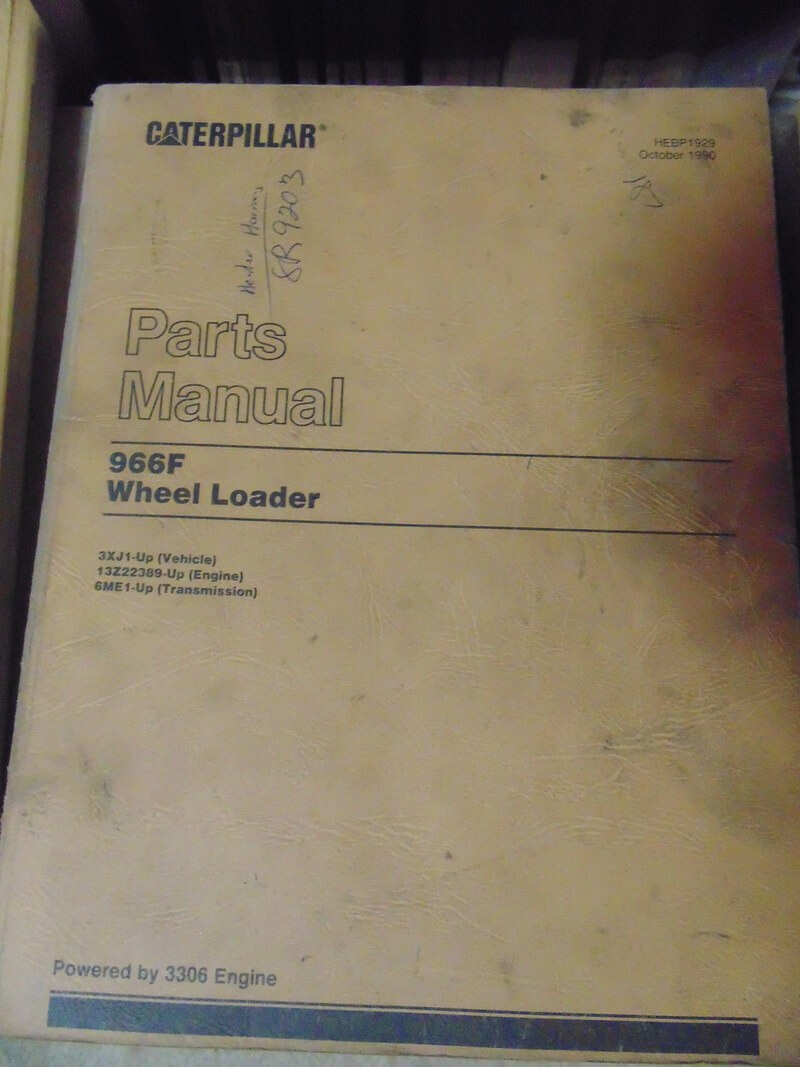 CATERPILLAR®
HEBP1929
October 1990
8R9203
Parts
Manual
966F
Wheel Loader
3XJ1-Up (Vehicle)
13Z22389-Up (Engine)
6ME1-Up (Transmission)
Powered by 3306 Engine